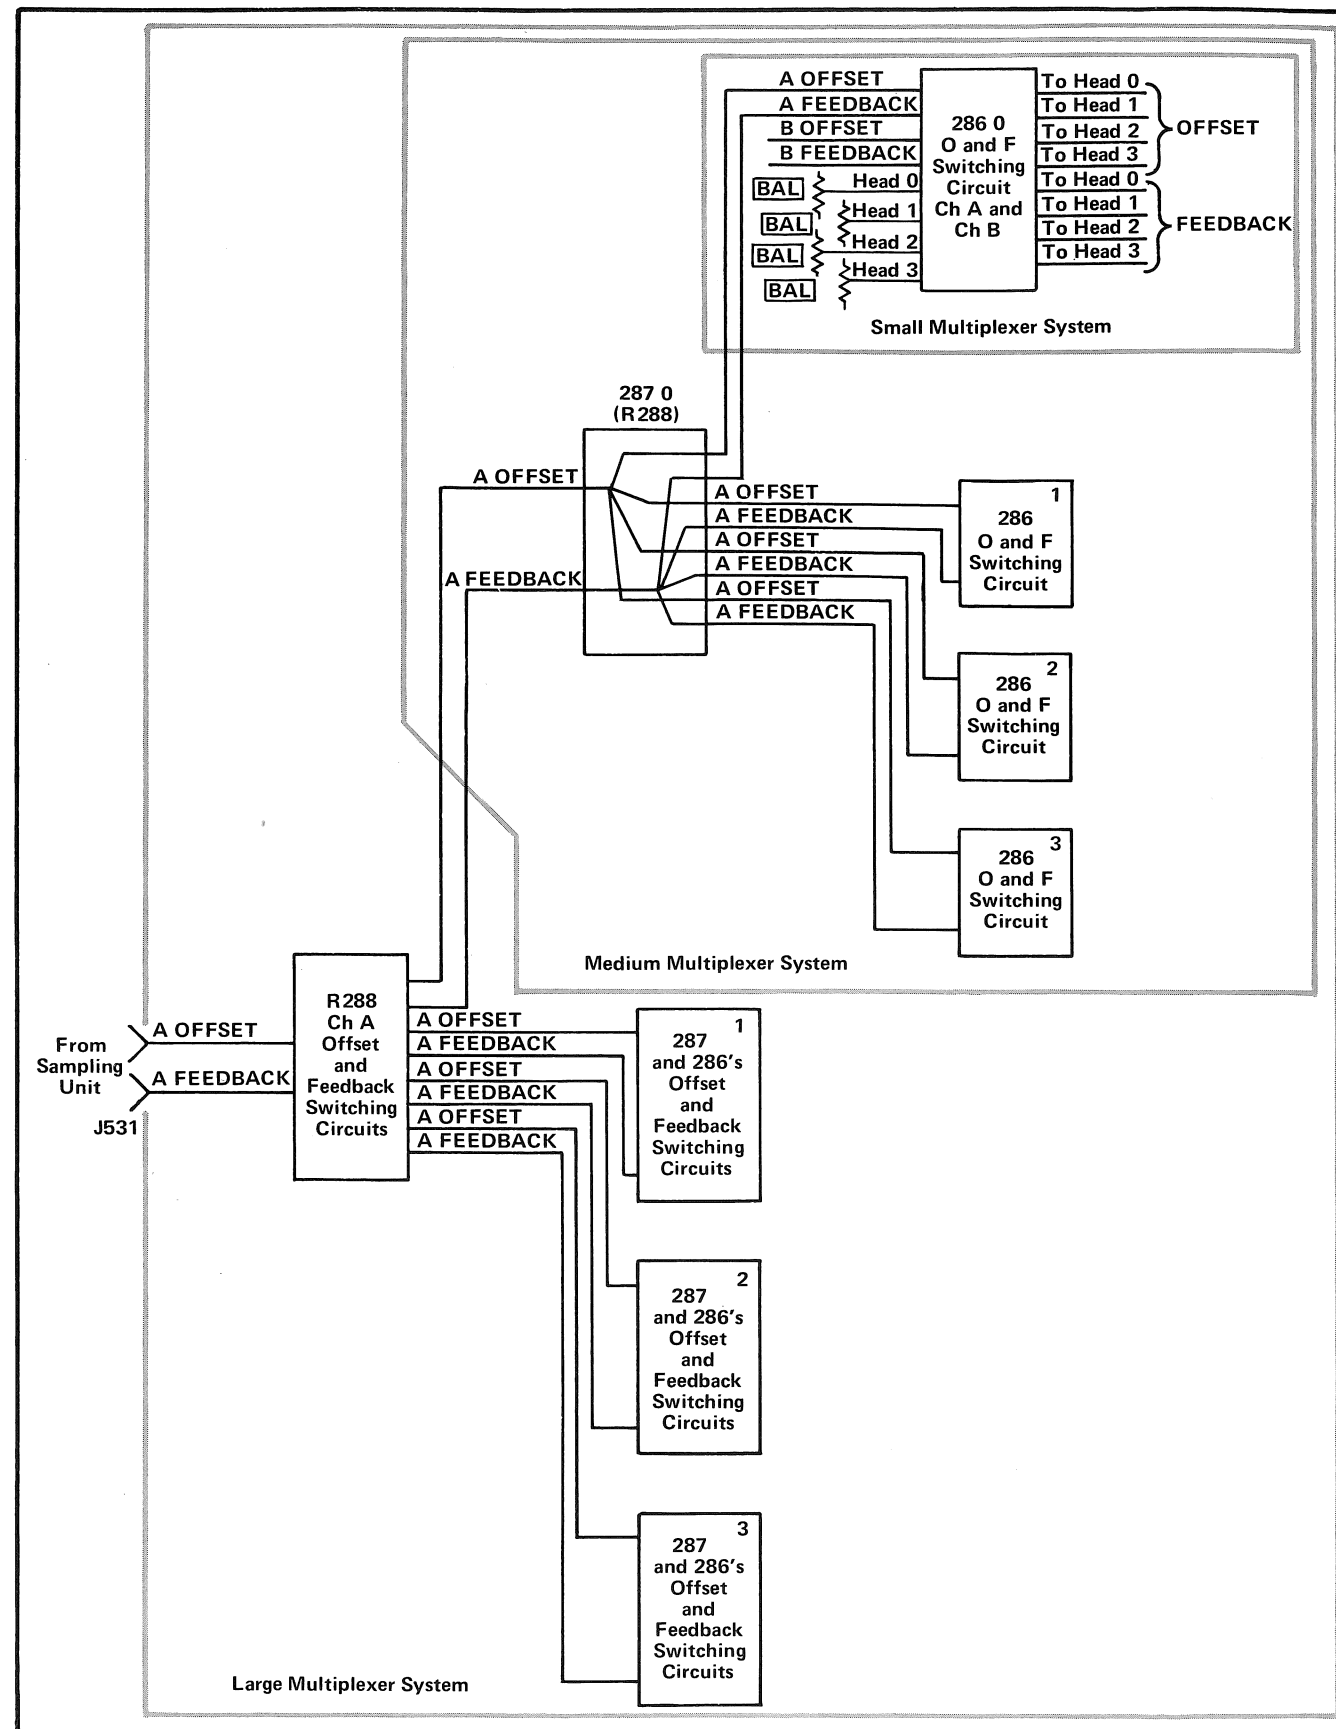 A OFFSET
A FEEDBACK
B OFFSET
B FEEDBACK
BAL
Head 0
BAL
Head 1
BAL
Head 2
BAL
Head 3
286 0
O and F
Switching
Circuit
Ch A and
Ch B
To Head 0
To Head 1
To Head 2
To Head 3
OFFSET
To Head 0
To Head 1
To Head 2
To Head 3
FEEDBACK
Small Multiplexer System
287 0
(R288)
A OFFSET
A FEEDBACK
A OFFSET
A FEEDBACK
A OFFSET
A FEEDBACK
A OFFSET
A FEEDBACK
1
286
O and F
Switching
Circuit
2
286
O and F
Switching
Circuit
3
286
O and F
Switching
Circuit
Medium Multiplexer System
From
Sampling
Unit
J531
A OFFSET
A FEEDBACK
R288
Ch A
Offset
and
Feedback
Switching
Circuits
A OFFSET
A FEEDBACK
A OFFSET
A FEEDBACK
A OFFSET
A FEEDBACK
1
287
and 286's
Offset
and
Feedback
Switching
Circuits
2
287
and 286's
Offset
and
Feedback
Switching
Circuits
3
287
and 286's
Offset
and
Feedback
Switching
Circuits
Large Multiplexer System